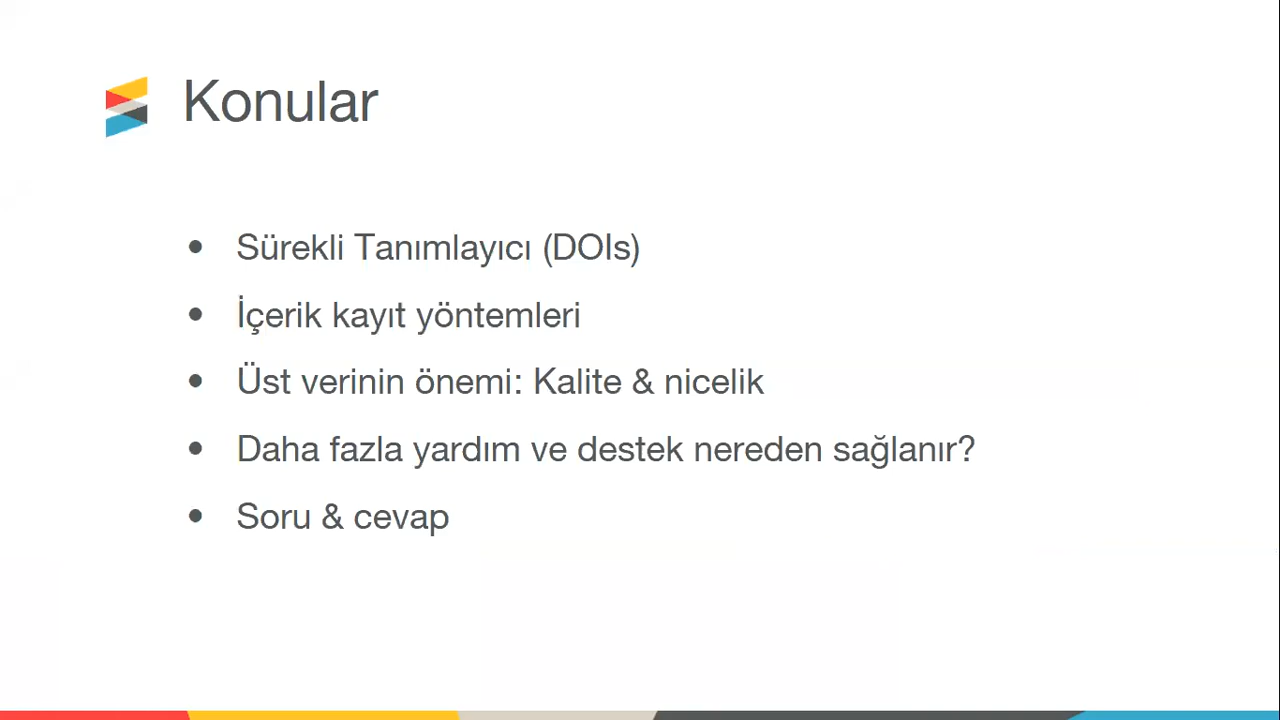 Konular
• Sürekli Tanımlayıcı (DOIs)
• İçerik kayıt yöntemleri
• Üst verinin önemi: Kalite & nicelik
• Daha fazla yardım ve destek nereden sağlanır?
• Soru & cevap